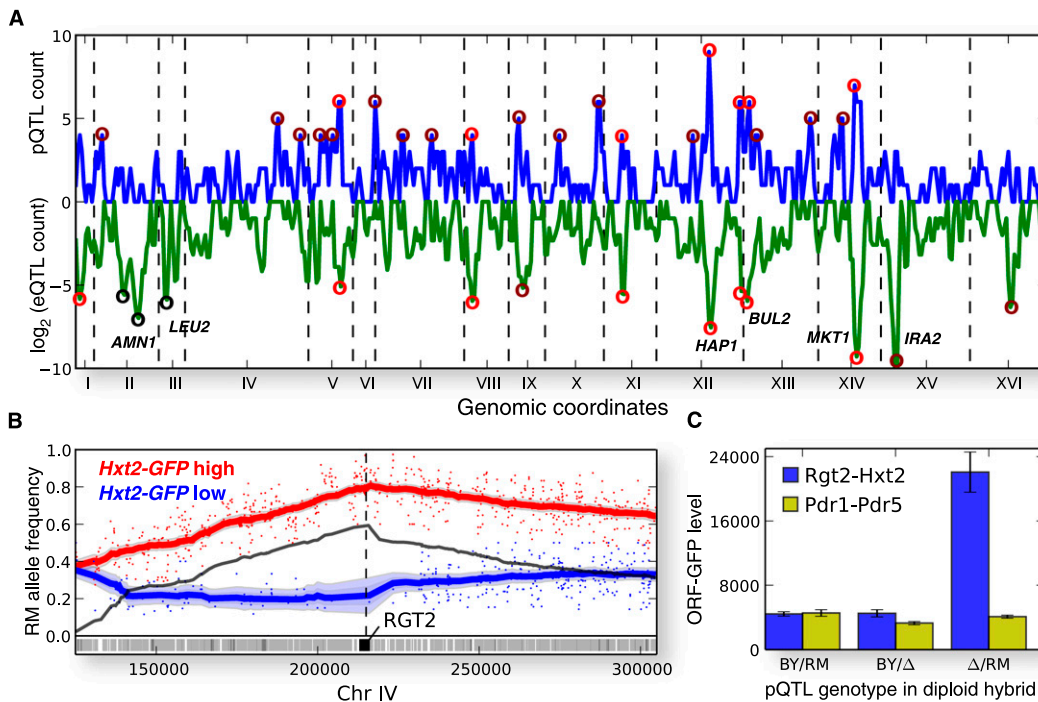 A
pQTL count
10
5
0
−5
−10
log2 (eQTL count)
AMN1
LEU2
HAP1
BUL2
MKT1
IRA2
I II III IV V VI VII VIII IX X XI XII XIII XIV XV XVI
Genomic coordinates
B
RM allele frequency
1.0
0.8
0.6
0.4
0.2
0.0
Hxt2-GFP high
Hxt2-GFP low
RGT2
150000 200000 250000 300000
Chr IV
C
ORF-GFP level
24000
16000
8000
0
Rgt2-Hxt2
Pdr1-Pdr5
BY/RM BY/Δ Δ/RM
pQTL genotype in diploid hybrid